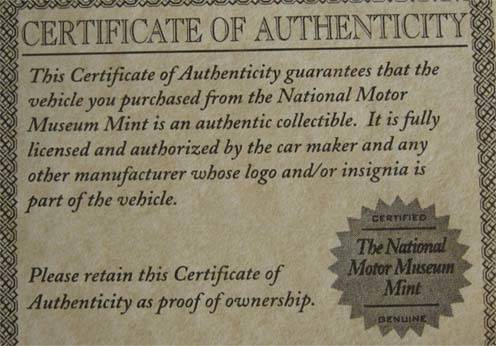 CERTIFICATE OF AUTHENTICITY
This Certificate of Authenticity guarantees that the
vehicle you purchased from the National Motor
Museum Mint is an authentic collectible. It is fully
licensed and authorized by the car maker and any
other manufacturer whose logo and/or insignia is
part of the vehicle.
Please retain this Certificate of
Authenticity as proof of ownership.
CERTIFIED
The National
Motor Museum
Mint
GENUINE